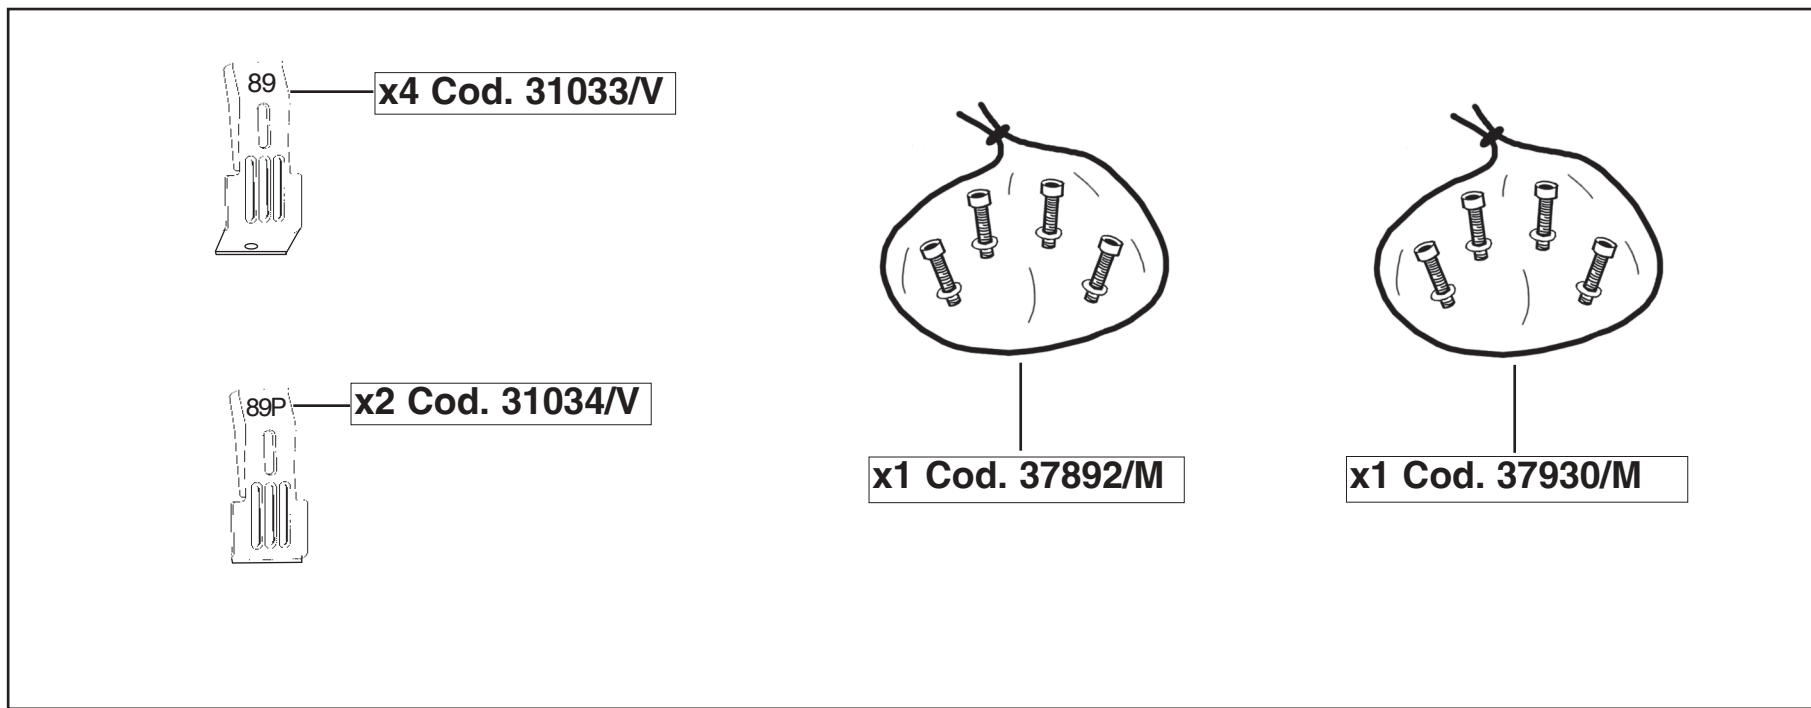 89
x4 Cod. 31033/V
89P
x2 Cod. 31034/V
x1 Cod. 37892/M
x1 Cod. 37930/M